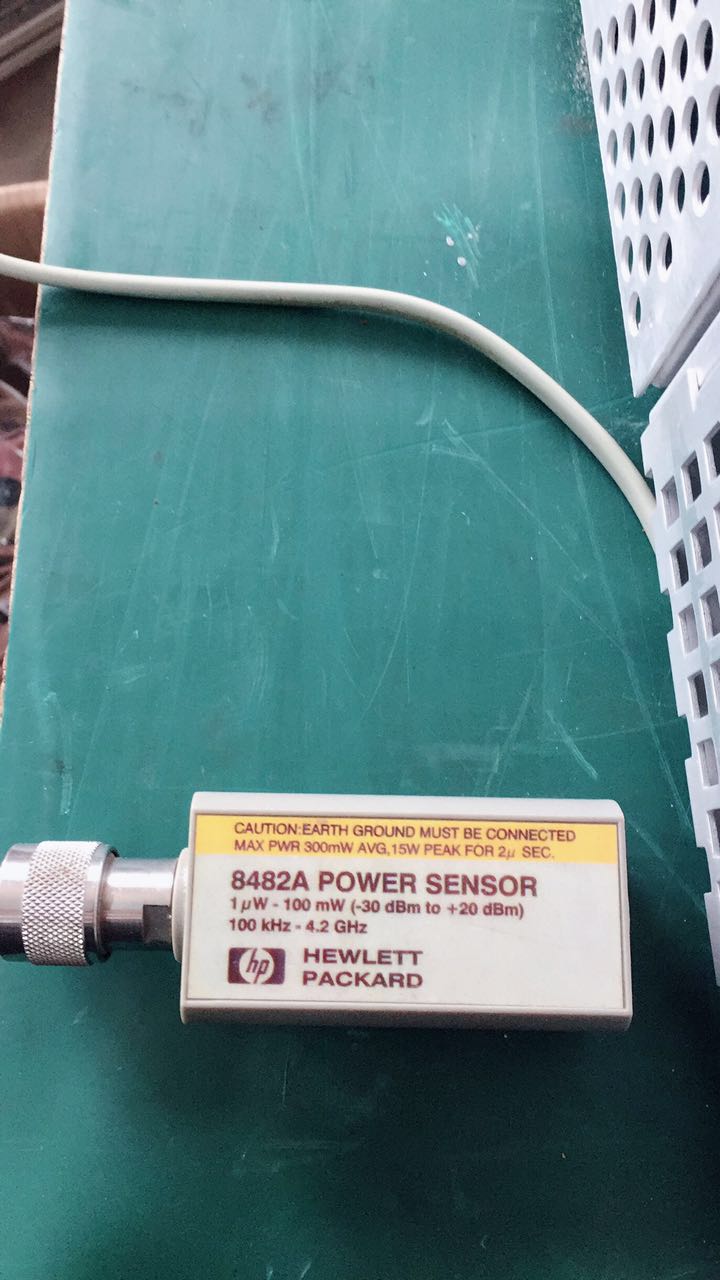 CAUTION:EARTH GROUND MUST BE CONNECTED
MAX PWR 300mW AVG,15W PEAK FOR 2µ SEC.
8482A POWER SENSOR
1µW - 100 mW (-30 dBm to +20 dBm)
100 kHz - 4.2 GHz
hp HEWLETT
PACKARD